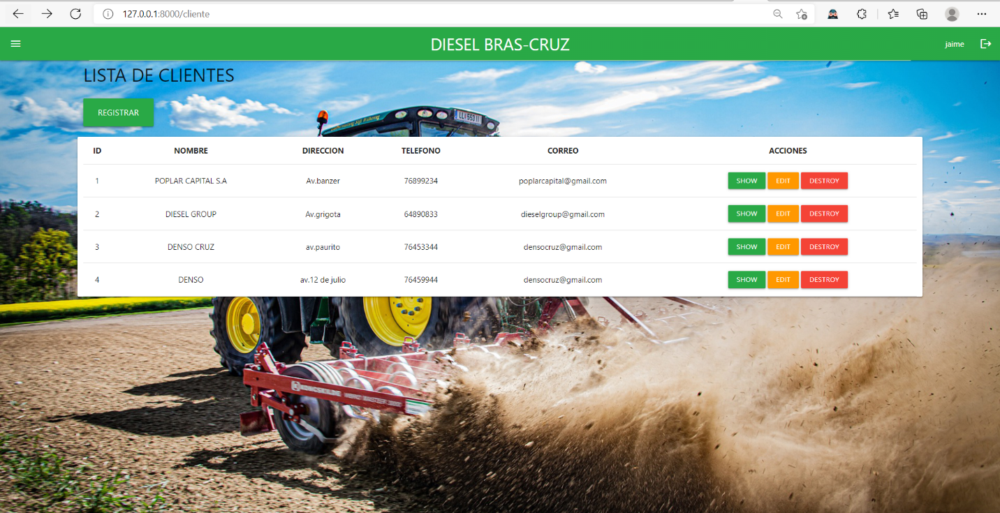 127.0.0.1:8000/cliente
DIESEL BRAS-CRUZ
jaime
LISTA DE CLIENTES
REGISTRAR
ID NOMBRE DIRECCION TELEFONO CORREO ACCIONES
1 POPLAR CAPITAL S.A Av.banzer 76899234 poplarcapital@gmail.com SHOW EDIT DESTROY
2 DIESEL GROUP Av.grigota 64890833 dieselgroup@gmail.com SHOW EDIT DESTROY
3 DENSO CRUZ av.paurito 76453344 densocruz@gmail.com SHOW EDIT DESTROY
4 DENSO av.12 de julio 76459944 densocruz@gmail.com SHOW EDIT DESTROY